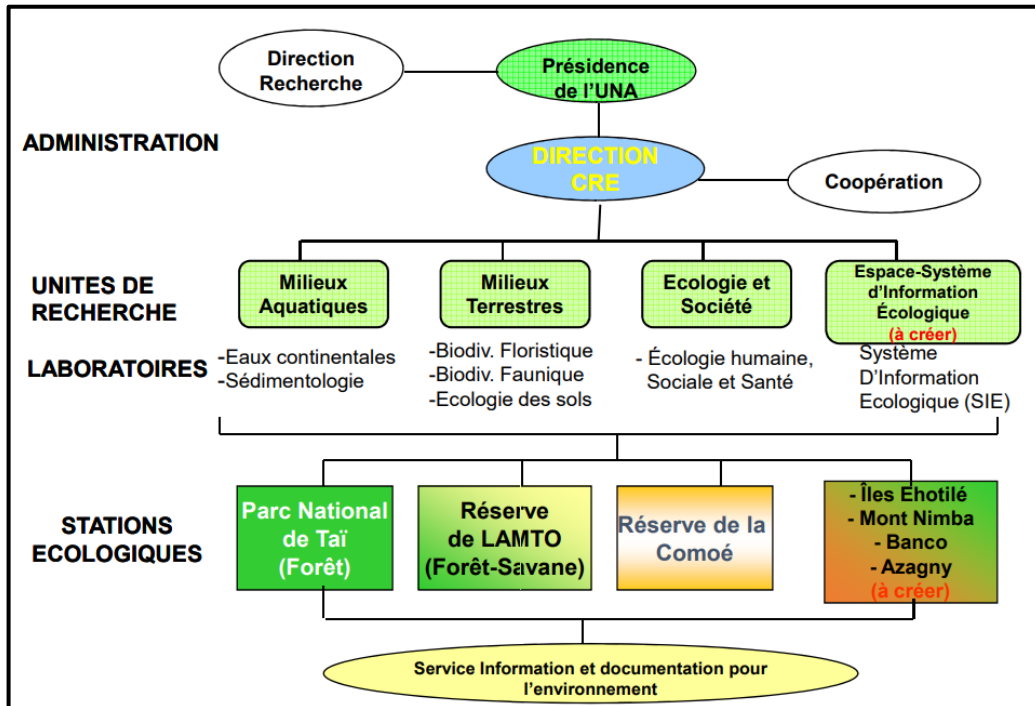 Direction
Recherche
Présidence
de l'UNA
ADMINISTRATION
DIRECTION
CRE
Coopération
UNITES DE
RECHERCHE
Milieux
Aquatiques
Milieux
Terrestres
Ecologie et
Société
Espace-Système
d'Information
Écologique
(à créer)
LABORATOIRES
-Eaux continentales
-Sédimentologie
-Biodiv. Floristique
-Biodiv. Faunique
-Ecologie des sols
- Écologie humaine,
Sociale et Santé
Système
D'Information
Ecologique (SIE)
STATIONS
ECOLOGIQUES
Parc National
de Taï
(Forêt)
Réserve
de LAMTO
(Forêt-Savane)
Réserve de la
Comoé
- Îles Ehotilé
- Mont Nimba
- Banco
- Azagny
(à créer)
Service Information et documentation pour
l'environnement